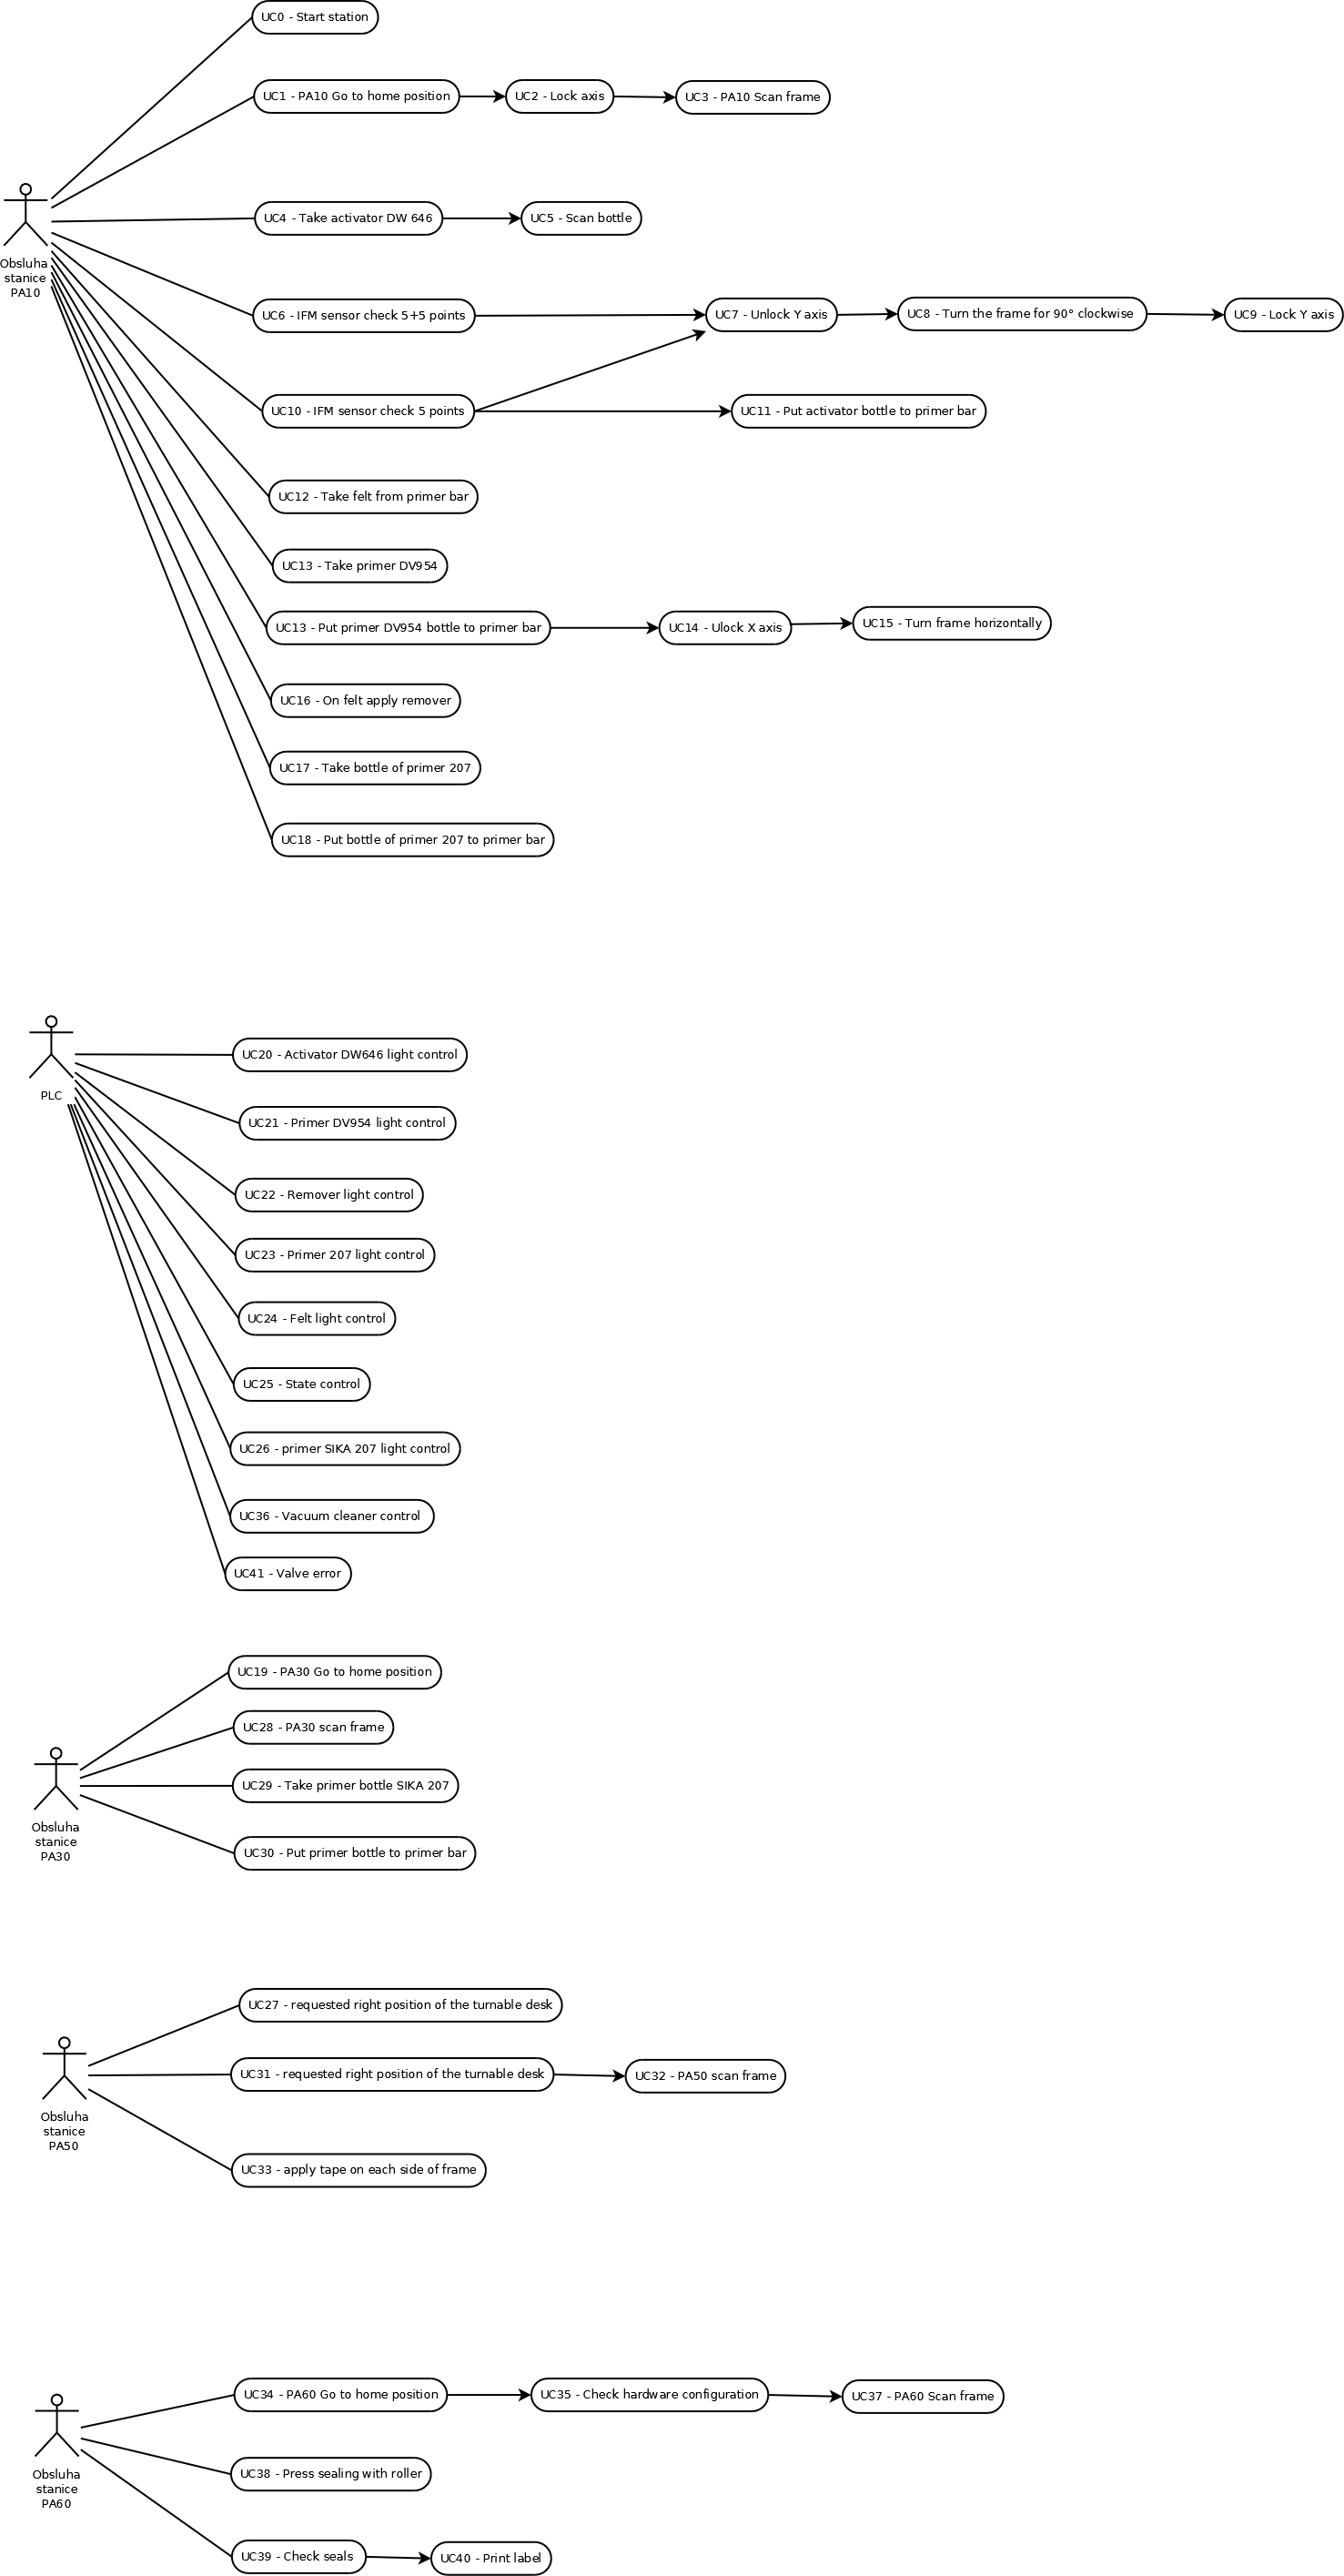 UC0 - Start station
UC1 - PA10 Go to home position
UC2 - Lock axis
UC3 - PA10 Scan frame
Obsluha
stanice
PA10
UC4 - Take activator DW 646
UC5 - Scan bottle
UC6 - IFM sensor check 5+5 points
UC7 - Unlock Y axis
UC8 - Turn the frame for 90° clockwise
UC9 - Lock Y axis
UC10 - IFM sensor check 5 points
UC11 - Put activator bottle to primer bar
UC12 - Take felt from primer bar
UC13 - Take primer DV954
UC13 - Put primer DV954 bottle to primer bar
UC14 - Ulock X axis
UC15 - Turn frame horizontally
UC16 - On felt apply remover
UC17 - Take bottle of primer 207
UC18 - Put bottle of primer 207 to primer bar
PLC
UC20 - Activator DW646 light control
UC21 - Primer DV954 light control
UC22 - Remover light control
UC23 - Primer 207 light control
UC24 - Felt light control
UC25 - State control
UC26 - primer SIKA 207 light control
UC36 - Vacuum cleaner control
UC41 - Valve error
UC19 - PA30 Go to home position
UC28 - PA30 scan frame
UC29 - Take primer bottle SIKA 207
Obsluha
stanice
PA30
UC30 - Put primer bottle to primer bar
UC27 - requested right position of the turnable desk
UC31 - requested right position of the turnable desk
UC32 - PA50 scan frame
Obsluha
stanice
PA50
UC33 - apply tape on each side of frame
UC34 - PA60 Go to home position
UC35 - Check hardware configuration
UC37 - PA60 Scan frame
UC38 - Press sealing with roller
Obsluha
stanice
PA60
UC39 - Check seals
UC40 - Print label